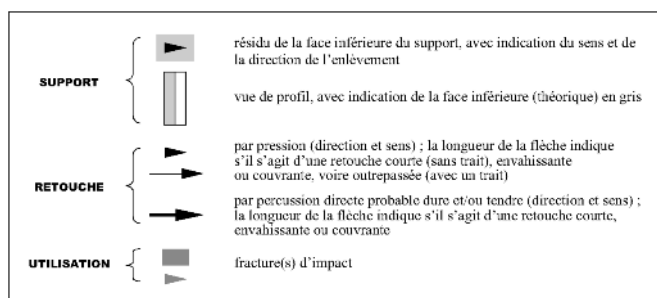 résidu de la face inférieure du support, avec indication du sens et de
la direction de l'enlèvement
SUPPORT
vue de profil, avec indication de la face inférieure (théorique) en gris
par pression (direction et sens) ; la longueur de la flèche indique
s'il s'agit d'une retouche courte (sans trait), envahissante
ou couvrante, voire outrepassée (avec un trait)
RETOUCHE
par percussion directe probable dure et/ou tendre (direction et sens) ;
la longueur de la flèche indique s'il s'agit d'une retouche courte,
envahissante ou couvrante
UTILISATION
fracture(s) d'impact